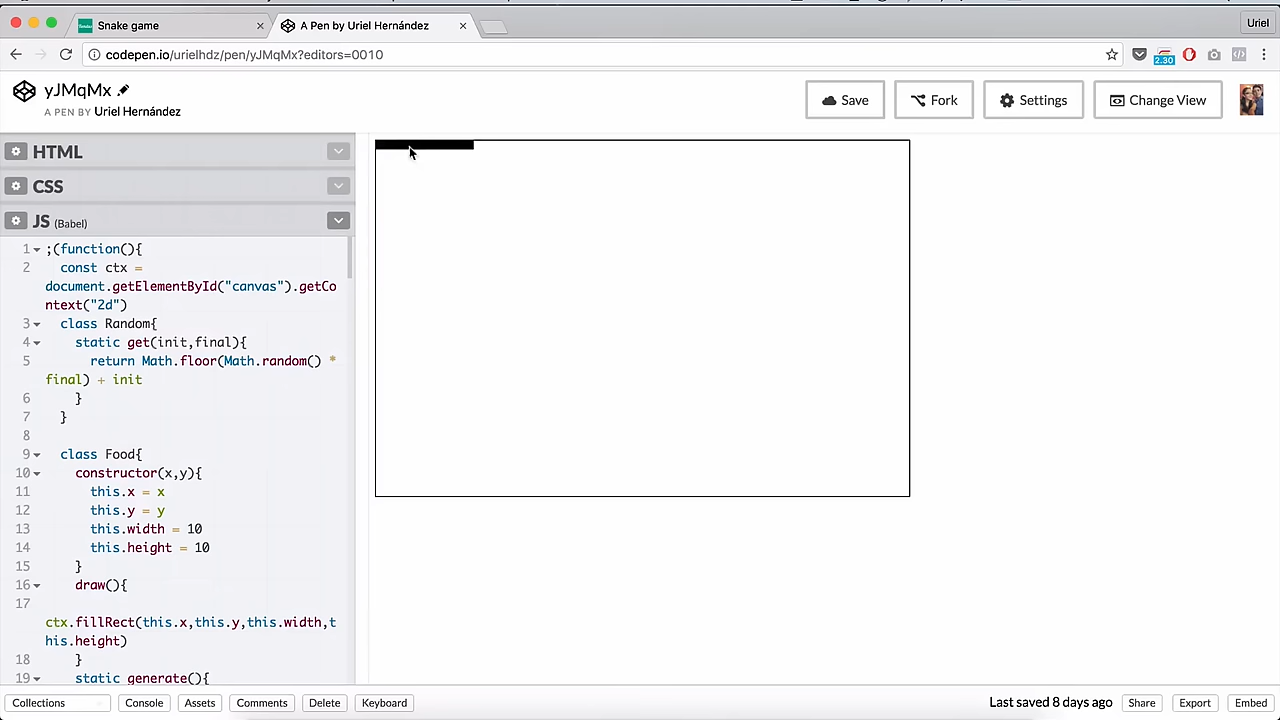 Snake game
A Pen by Uriel Hernández
Uriel
codepen.io/urielhdz/pen/yJMqMx?editors=0010
2.30
yJMqMx
A PEN BY Uriel Hernández
Save
Fork
Settings
Change View
HTML
CSS
JS (Babel)
1 ;(function(){
2 const ctx =
document.getElementById("canvas").getCo
ntext("2d")
3 class Random{
4 static get(init,final){
5 return Math.floor(Math.random() *
final) + init
6 }
7 }
8
9 class Food{
10 constructor(x,y){
11 this.x = x
12 this.y = y
13 this.width = 10
14 this.height = 10
15 }
16 draw(){
17
ctx.fillRect(this.x,this.y,this.width,t
his.height)
18 }
19 static generate(){
Collections
Console
Assets
Comments
Delete
Keyboard
Last saved 8 days ago
Share
Export
Embed